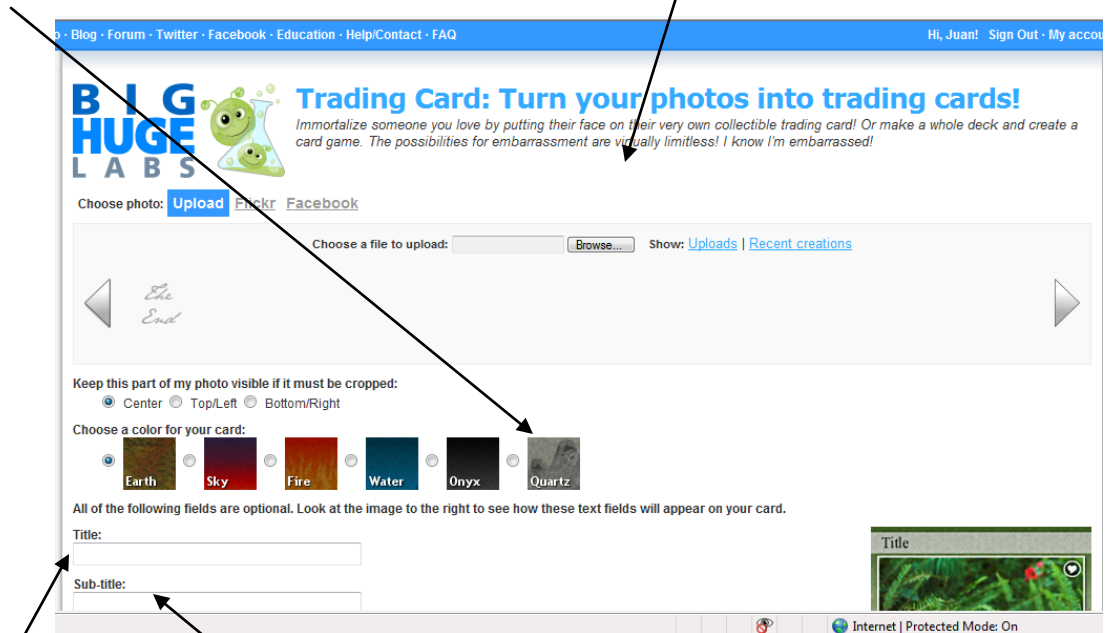 · Blog · Forum · Twitter · Facebook · Education · Help/Contact · FAQ
Hi, Juan! Sign Out · My accou
BIG
HUGE
LABS
Trading Card: Turn your photos into trading cards!
Immortalize someone you love by putting their face on their very own collectible trading card! Or make a whole deck and create a
card game. The possibilities for embarrassment are virtually limitless! I know I'm embarrassed!
Choose photo: Upload Flickr Facebook
Choose a file to upload: Browse... Show: Uploads | Recent creations
The
End
Keep this part of my photo visible if it must be cropped:
Center Top/Left Bottom/Right
Choose a color for your card:
Earth Sky Fire Water Onyx Quartz
All of the following fields are optional. Look at the image to the right to see how these text fields will appear on your card.
Title:
Title
Sub-title:
Internet | Protected Mode: On